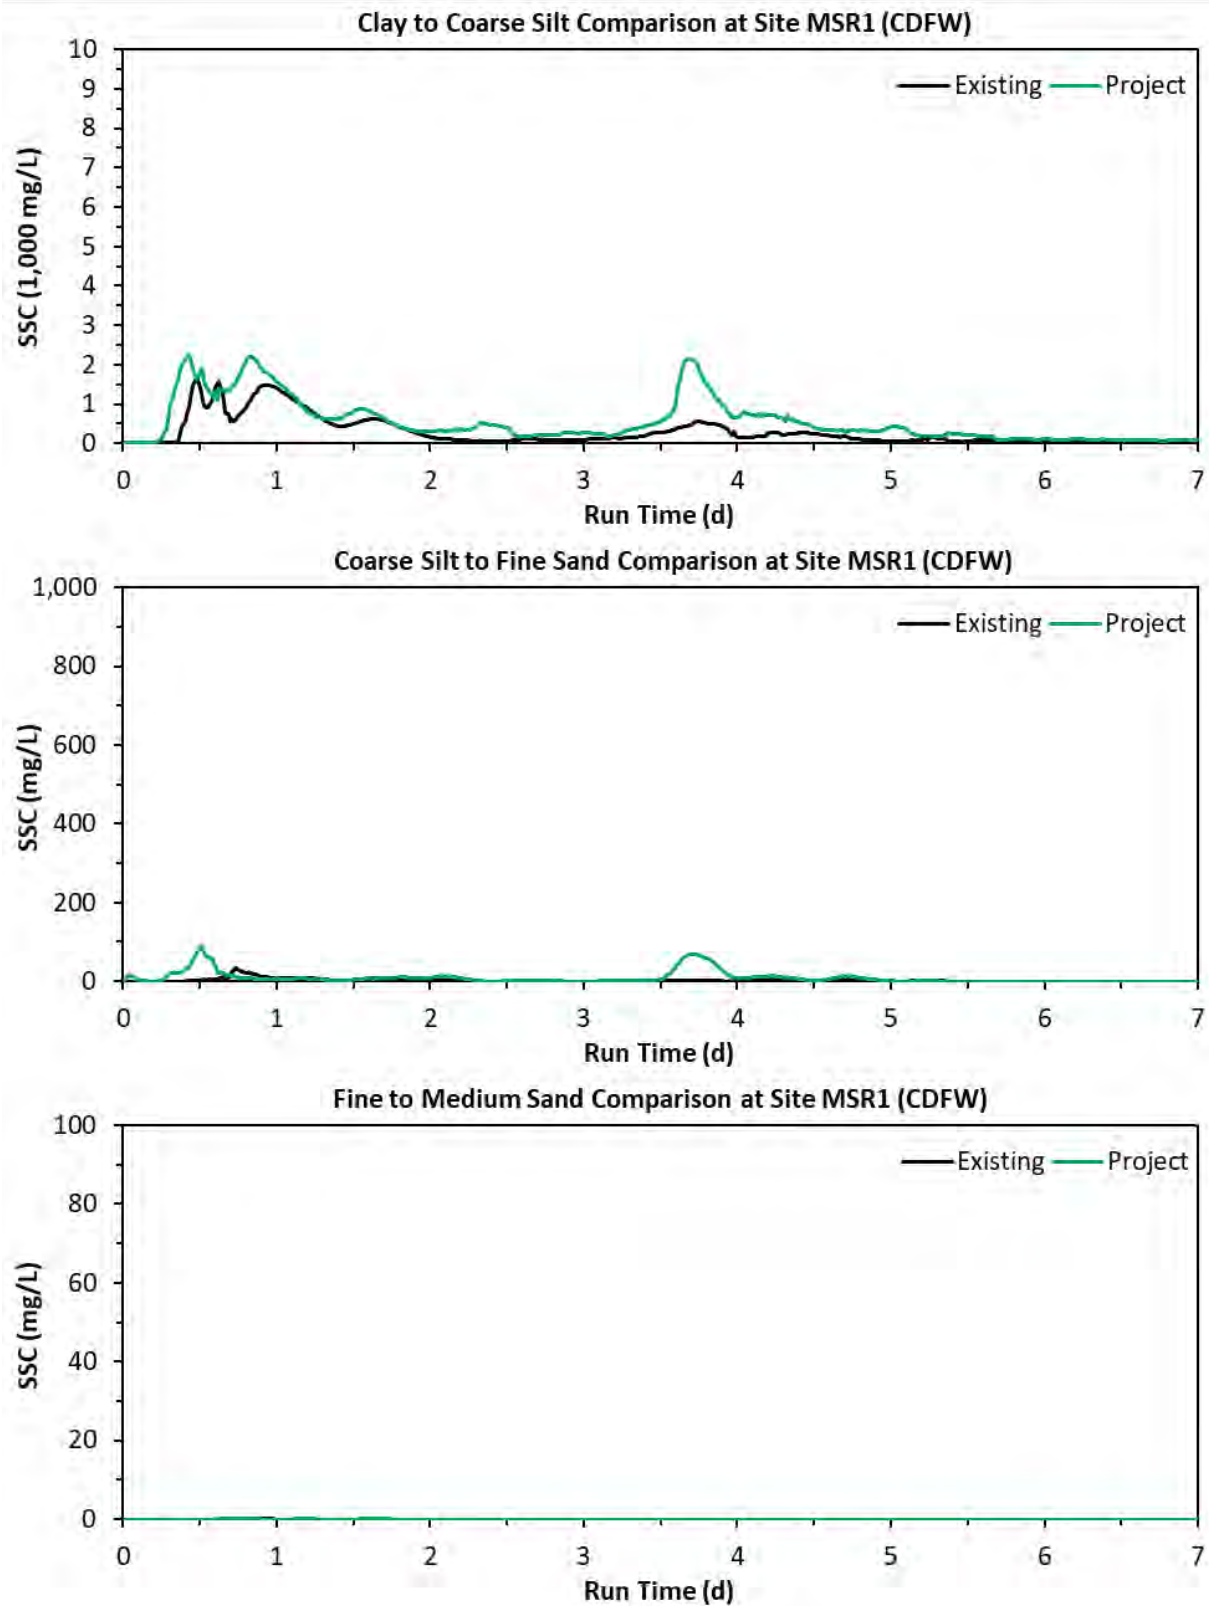 Clay to Coarse Silt Comparison at Site MSR1 (CDFW)
10
9
8
7
6
5
4
3
2
1
0
SSC (1,000 mg/L)
Existing Project
0 1 2 3 4 5 6 7
Run Time (d)
Coarse Silt to Fine Sand Comparison at Site MSR1 (CDFW)
1,000
800
600
400
200
0
SSC (mg/L)
Existing Project
0 1 2 3 4 5 6 7
Run Time (d)
Fine to Medium Sand Comparison at Site MSR1 (CDFW)
100
80
60
40
20
0
SSC (mg/L)
Existing Project
0 1 2 3 4 5 6 7
Run Time (d)